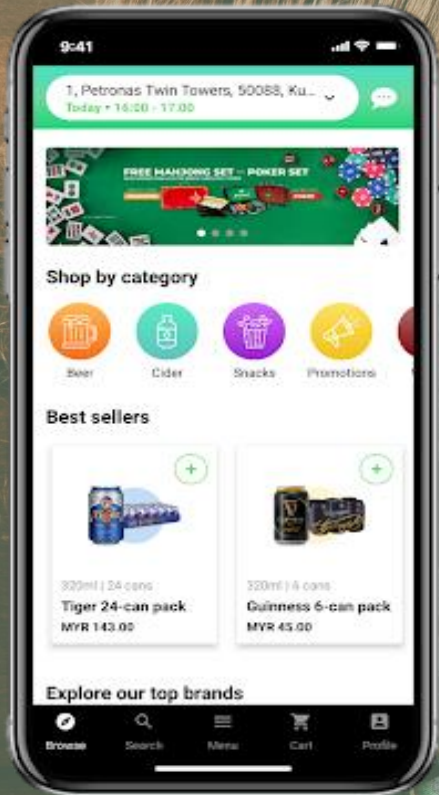 9:41
1, Petronas Twin Towers, 50088, Ku...
Today • 16:00 - 17:00
FREE MAHJONG SET — POKER SET
Shop by category
Beer
Cider
Snacks
Promotions
Best sellers
320ml | 24 cans
Tiger 24-can pack
MYR 143.00
320ml | 6 cans
Guinness 6-can pack
MYR 45.00
Explore our top brands
Browse
Search
Menu
Cart
Profile